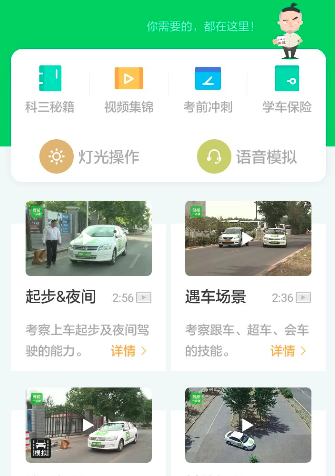 你需要的，都在这里！
科三秘籍 视频集锦 考前冲刺 学车保险
灯光操作 语音模拟
起步&夜间 2:56
考察上车起步及夜间驾
驶的能力。 详情
遇车场景 2:36
考察跟车、超车、会车
的技能。 详情
模拟